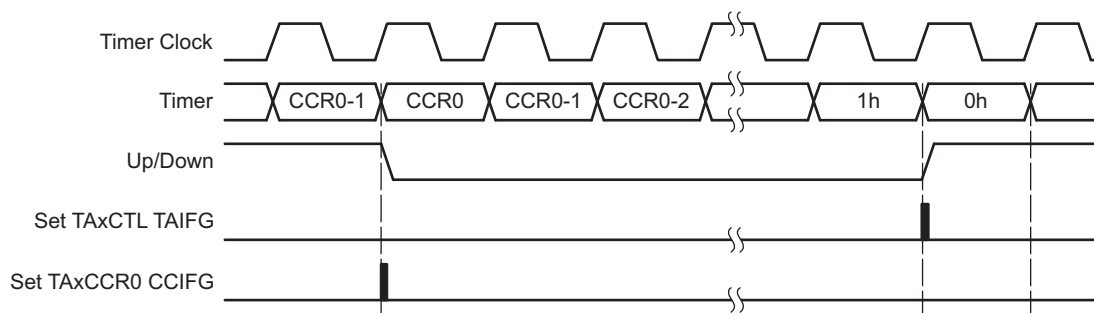 Timer Clock
Timer CCR0-1 CCR0 CCR0-1 CCR0-2 1h 0h
Up/Down
Set TAxCTL TAIFG
Set TAxCCR0 CCIFG